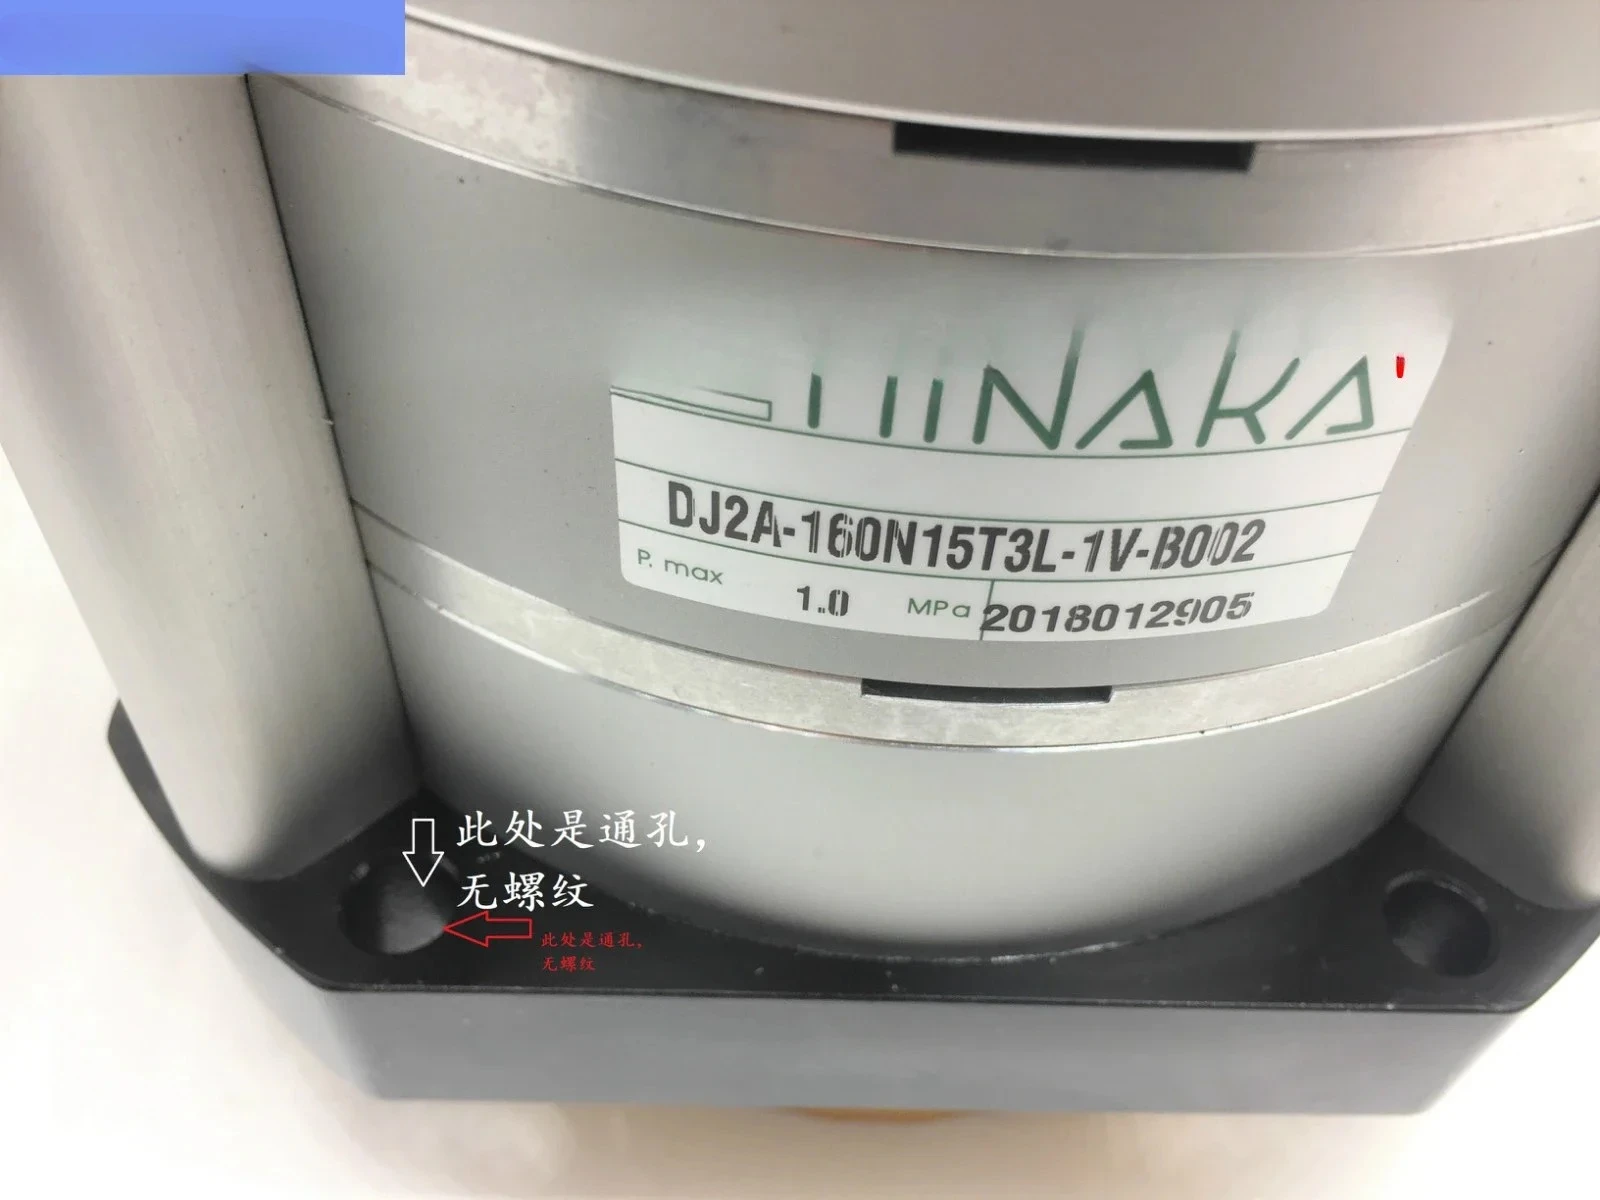 DJ2A-160N15T3L-1V-B002
P. max 1.0 MPa 2018012905
此处是通孔，
无螺纹
此处是通孔，
无螺纹